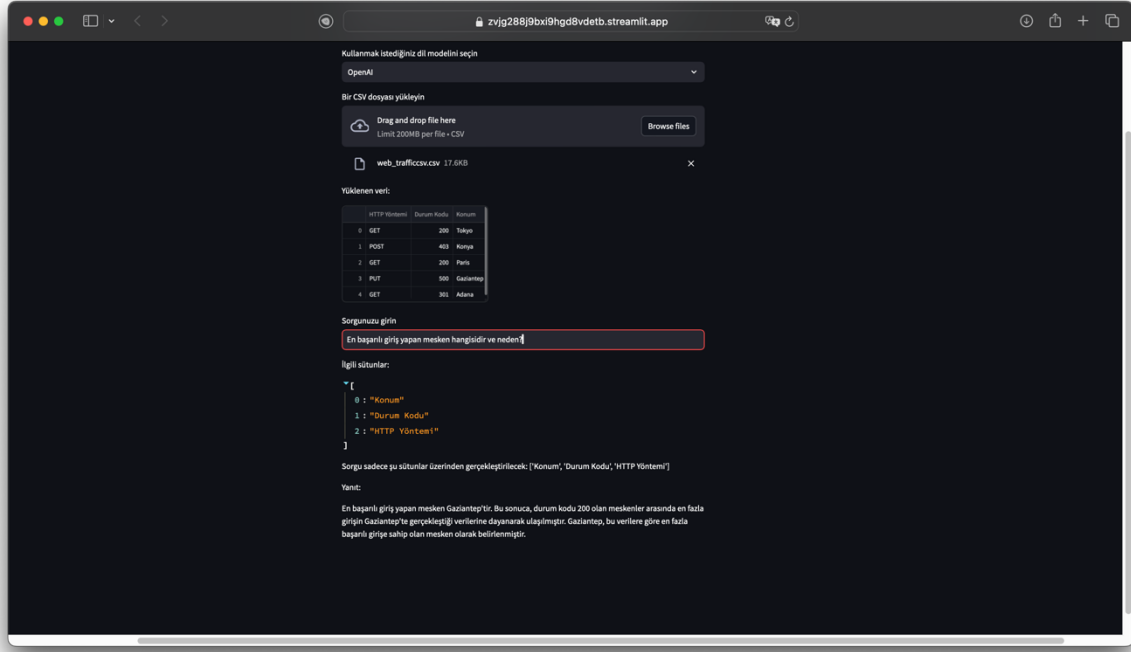 zvjg288j9bxi9hgd8vdetb.streamlit.app
Kullanmak istediğiniz dil modelini seçin
OpenAI
Bir CSV dosyası yükleyin
Drag and drop file here
Limit 200MB per file • CSV
Browse files
web_trafficcsv.csv 17.6KB
Yüklenen veri:
HTTP Yöntemi Durum Kodu Konum
0 GET 200 Tokyo
1 POST 403 Konya
2 GET 200 Paris
3 PUT 500 Gaziantep
4 GET 301 Adana
Sorgunuzu girin
En başarılı giriş yapan mesken hangisidir ve neden?
İlgili sütunlar:
[
0 : "Konum"
1 : "Durum Kodu"
2 : "HTTP Yöntemi"
]
Sorgu sadece şu sütunlar üzerinden gerçekleştirilecek: ['Konum', 'Durum Kodu', 'HTTP Yöntemi']
Yanıt:
En başarılı giriş yapan mesken Gaziantep'tir. Bu sonuca, durum kodu 200 olan meskenler arasında en fazla
girişin Gaziantep'te gerçekleştiği verilerine dayanarak ulaşılmıştır. Gaziantep, bu verilere göre en fazla
başarılı girişe sahip olan mesken olarak belirlenmiştir.